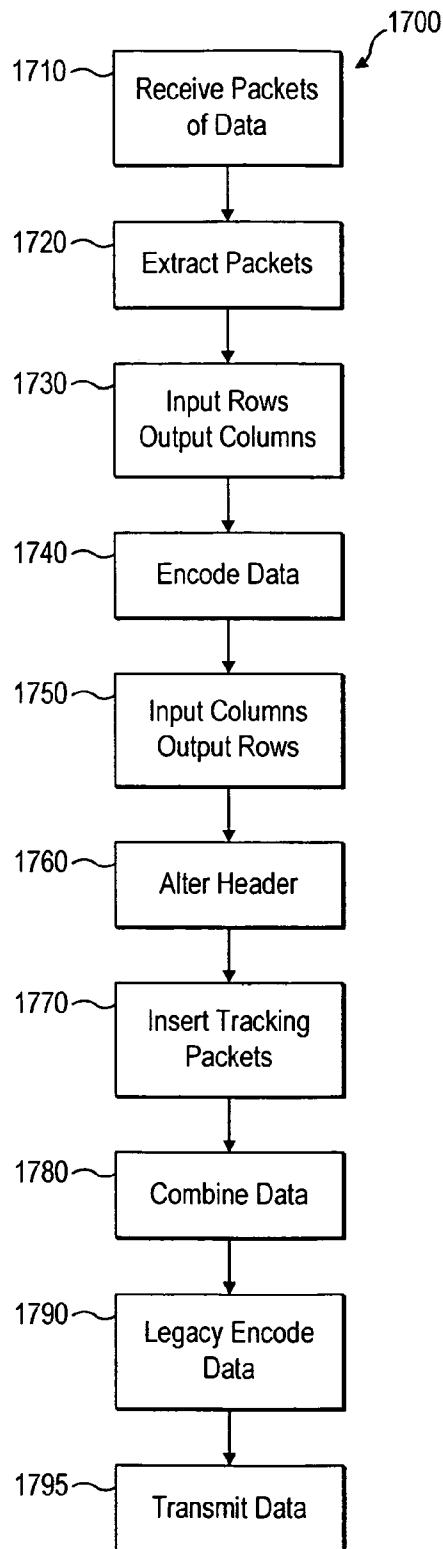 1700
1710
Receive Packets
of Data
1720
Extract Packets
1730
Input Rows
Output Columns
1740
Encode Data
1750
Input Columns
Output Rows
1760
Alter Header
1770
Insert Tracking
Packets
1780
Combine Data
1790
Legacy Encode
Data
1795
Transmit Data